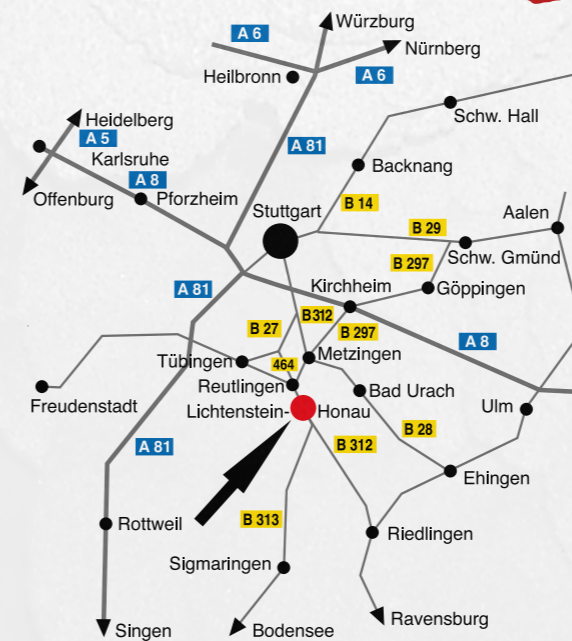 Würzburg
A 6
Nürnberg
Heilbronn
A 6
Schw. Hall
Heidelberg
A 5
Karlsruhe
A 81
Backnang
A 8
Offenburg
Pforzheim
B 14
Stuttgart
Aalen
B 29
Schw. Gmünd
B 297
A 81
Kirchheim
Göppingen
B 312
B 27
B 297
A 8
Tübingen
464
Metzingen
Reutlingen
Bad Urach
Freudenstadt
Lichtenstein-
Honau
Ulm
B 28
A 81
B 312
Ehingen
B 313
Rottweil
Riedlingen
Sigmaringen
Ravensburg
Singen
Bodensee